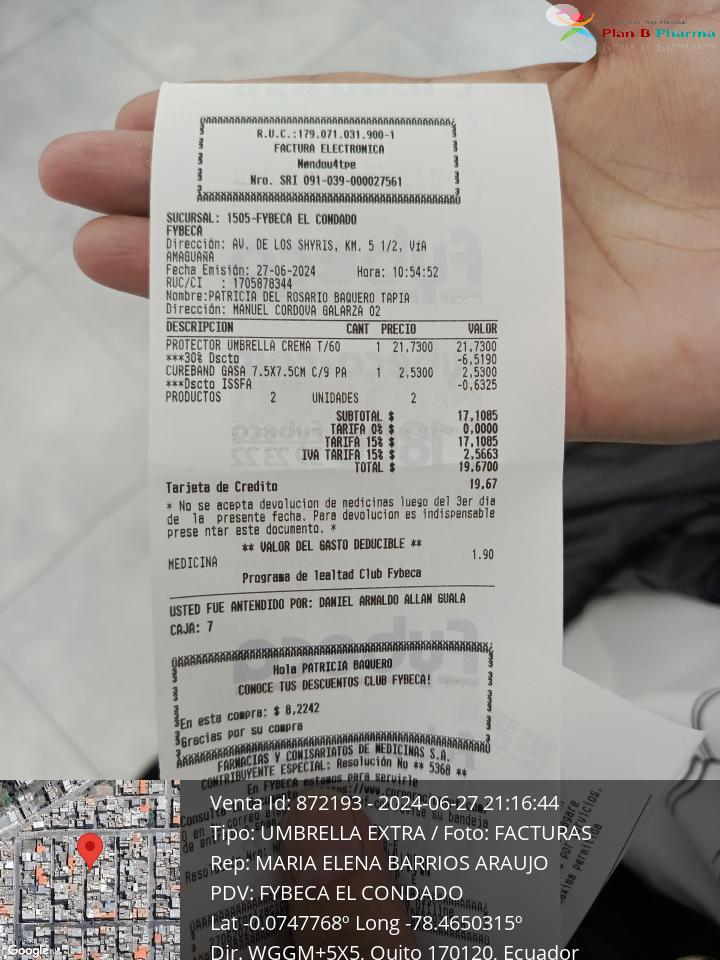 Plan B Pharma
R.U.C.:179.071.031.900-1
FACTURA ELECTRONICA
Nmndou4tpe
Nro. SRI 091-039-000027561
SUCURSAL: 1505-FYBECA EL CONDADO
FYBECA
Dirección: AV. DE LOS SHYRIS, KM. 5 1/2, VíA
AMAGUAÑA
Fecha Emisión: 27-06-2024 Hora: 10:54:52
RUC/CI : 1705878344
Nombre:PATRICIA DEL ROSARIO BAQUERO TAPIA
Dirección: MANUEL CORDOVA GALARZA 02
DESCRIPCION CANT PRECIO VALOR
PROTECTOR UMBRELLA CREMA T/60 1 21,7300 21,7300
***30% Dscto -6,5190
CUREBAND GASA 7.5X7.5CM C/9 PA 1 2,5300 2,5300
***Dscto ISSFA -0,6325
PRODUCTOS 2 UNIDADES 2
SUBTOTAL $ 17,1085
TARIFA 0% $ 0,0000
TARIFA 15% $ 17,1085
IVA TARIFA 15% $ 2,5663
TOTAL $ 19,6700
Tarjeta de Credito 19,67
* No se acepta devolucion de medicinas luego del 3er dia
de la presente fecha. Para devolucion es indispensable
prese ntar este documento. *
** VALOR DEL GASTO DEDUCIBLE **
MEDICINA 1.90
Programa de lealtad Club Fybeca
USTED FUE ANTENDIDO POR: DANIEL ARNALDO ALLAN GUALA
CAJA: 7
Hola PATRICIA BAQUERO
CONOCE TUS DESCUENTOS CLUB FYBECA!
En esta compra: $ 8,2242
Gracias por su compra
FARMACIAS Y COMISARIATOS DE MEDICINAS S.A.
CONTRIBUYENTE ESPECIAL: Resolución No ** 5368 **
En FYBECA estamos para servirle
Venta Id: 872193 - 2024-06-27 21:16:44
Tipo: UMBRELLA EXTRA / Foto: FACTURAS
Rep: MARIA ELENA BARRIOS ARAUJO
PDV: FYBECA EL CONDADO
Lat -0.0747768º Long -78.4650315º
Dir. WGGM+5X5, Quito 170120, Ecuador
Google